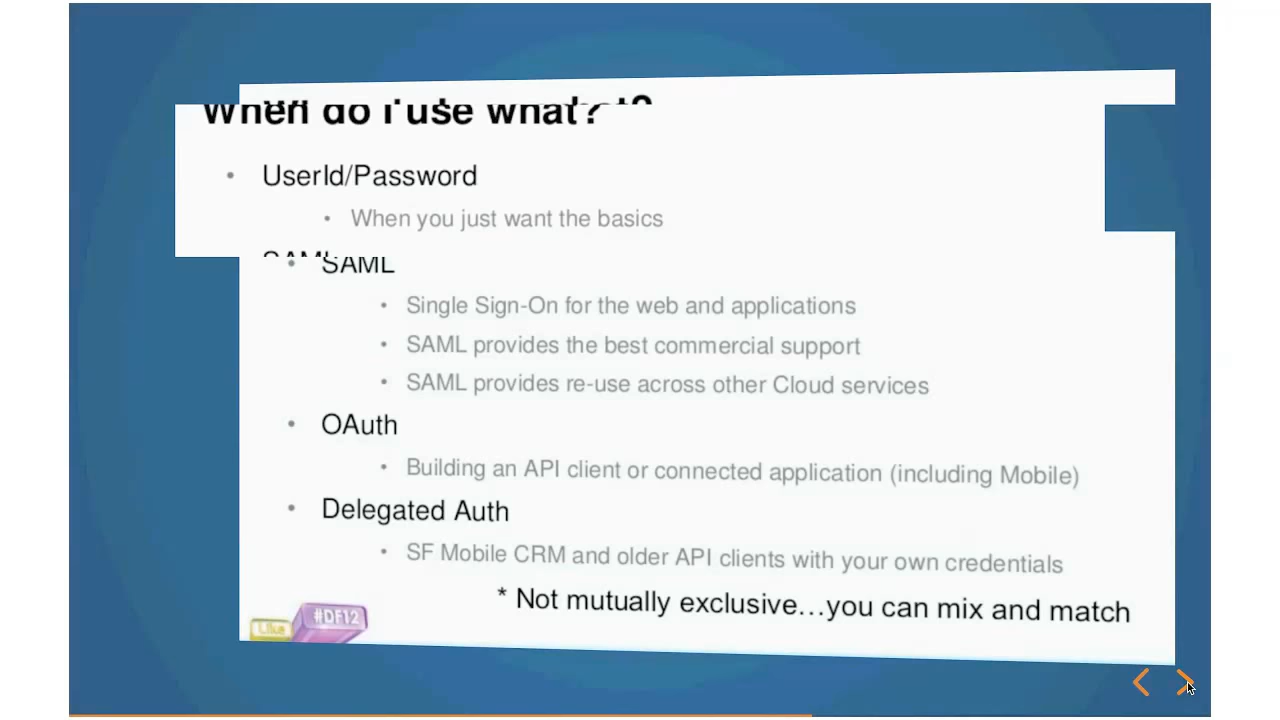 When do I use what?
• UserId/Password
• When you just want the basics
• SAML
• Single Sign-On for the web and applications
• SAML provides the best commercial support
• SAML provides re-use across other Cloud services
• OAuth
• Building an API client or connected application (including Mobile)
• Delegated Auth
• SF Mobile CRM and older API clients with your own credentials
* Not mutually exclusive…you can mix and match
Like #DF12